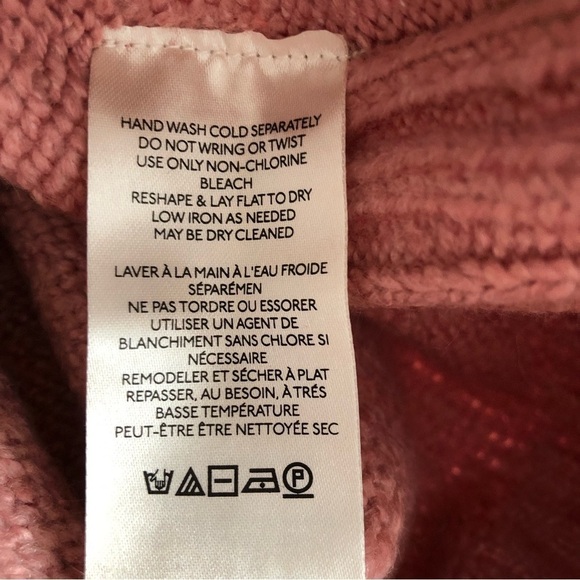 HAND WASH COLD SEPARATELY
DO NOT WRING OR TWIST
USE ONLY NON-CHLORINE
BLEACH
RESHAPE & LAY FLAT TO DRY
LOW IRON AS NEEDED
MAY BE DRY CLEANED
LAVER À LA MAIN À L'EAU FROIDE
SÉPARÉMEN
NE PAS TORDRE OU ESSORER
UTILISER UN AGENT DE
BLANCHIMENT SANS CHLORE SI
NÉCESSAIRE
REMODELER ET SÉCHER À PLAT
REPASSER, AU BESOIN, À TRÉS
BASSE TEMPÉRATURE
PEUT-ÊTRE ÊTRE NETTOYÉE SEC
P